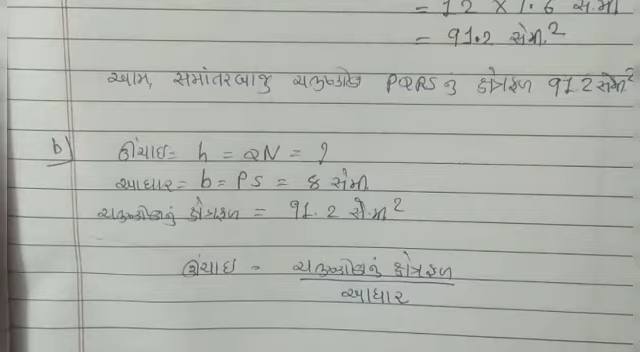 = 12 × 7.6 સે.મી
= 91.2 સેમી.²
આમ, સમાંતરબાજુ ચતુષ્કોણ PQRS નું ક્ષેત્રફળ 91.2 સેમી²
b) ઊંચાઇ = h = QN = ?
આધાર = b = PS = 8 સેમી
ચતુષ્કોણનું ક્ષેત્રફળ = 91.2 સે.મી²
ઊંચાઇ = ચતુષ્કોણનું ક્ષેત્રફળ
આધાર